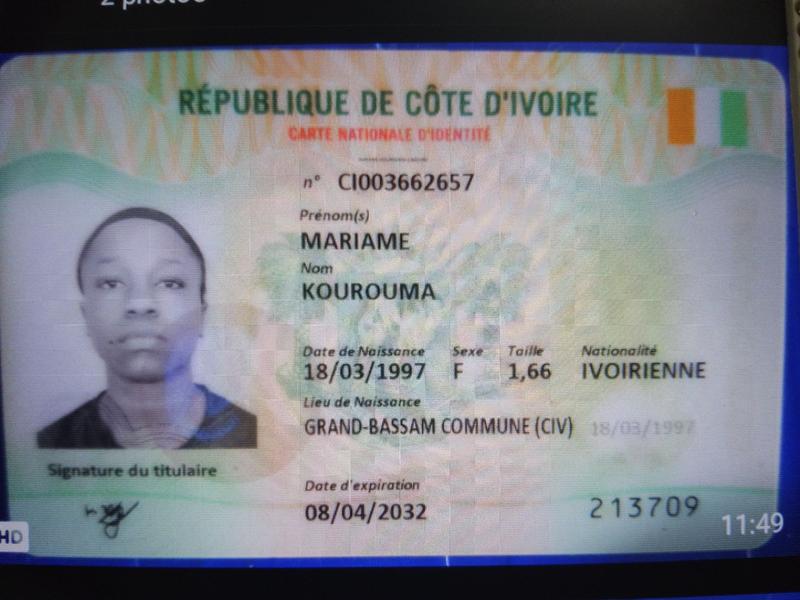 2 photos
RÉPUBLIQUE DE CÔTE D'IVOIRE
CARTE NATIONALE D'IDENTITÉ
n° CI003662657
Prénom(s)
MARIAME
Nom
KOUROUMA
Date de Naissance Sexe Taille Nationalité
18/03/1997 F 1,66 IVOIRIENNE
Lieu de Naissance
GRAND-BASSAM COMMUNE (CIV) 18/03/1997
Signature du titulaire
Date d'expiration
08/04/2032
213709
11:49
HD